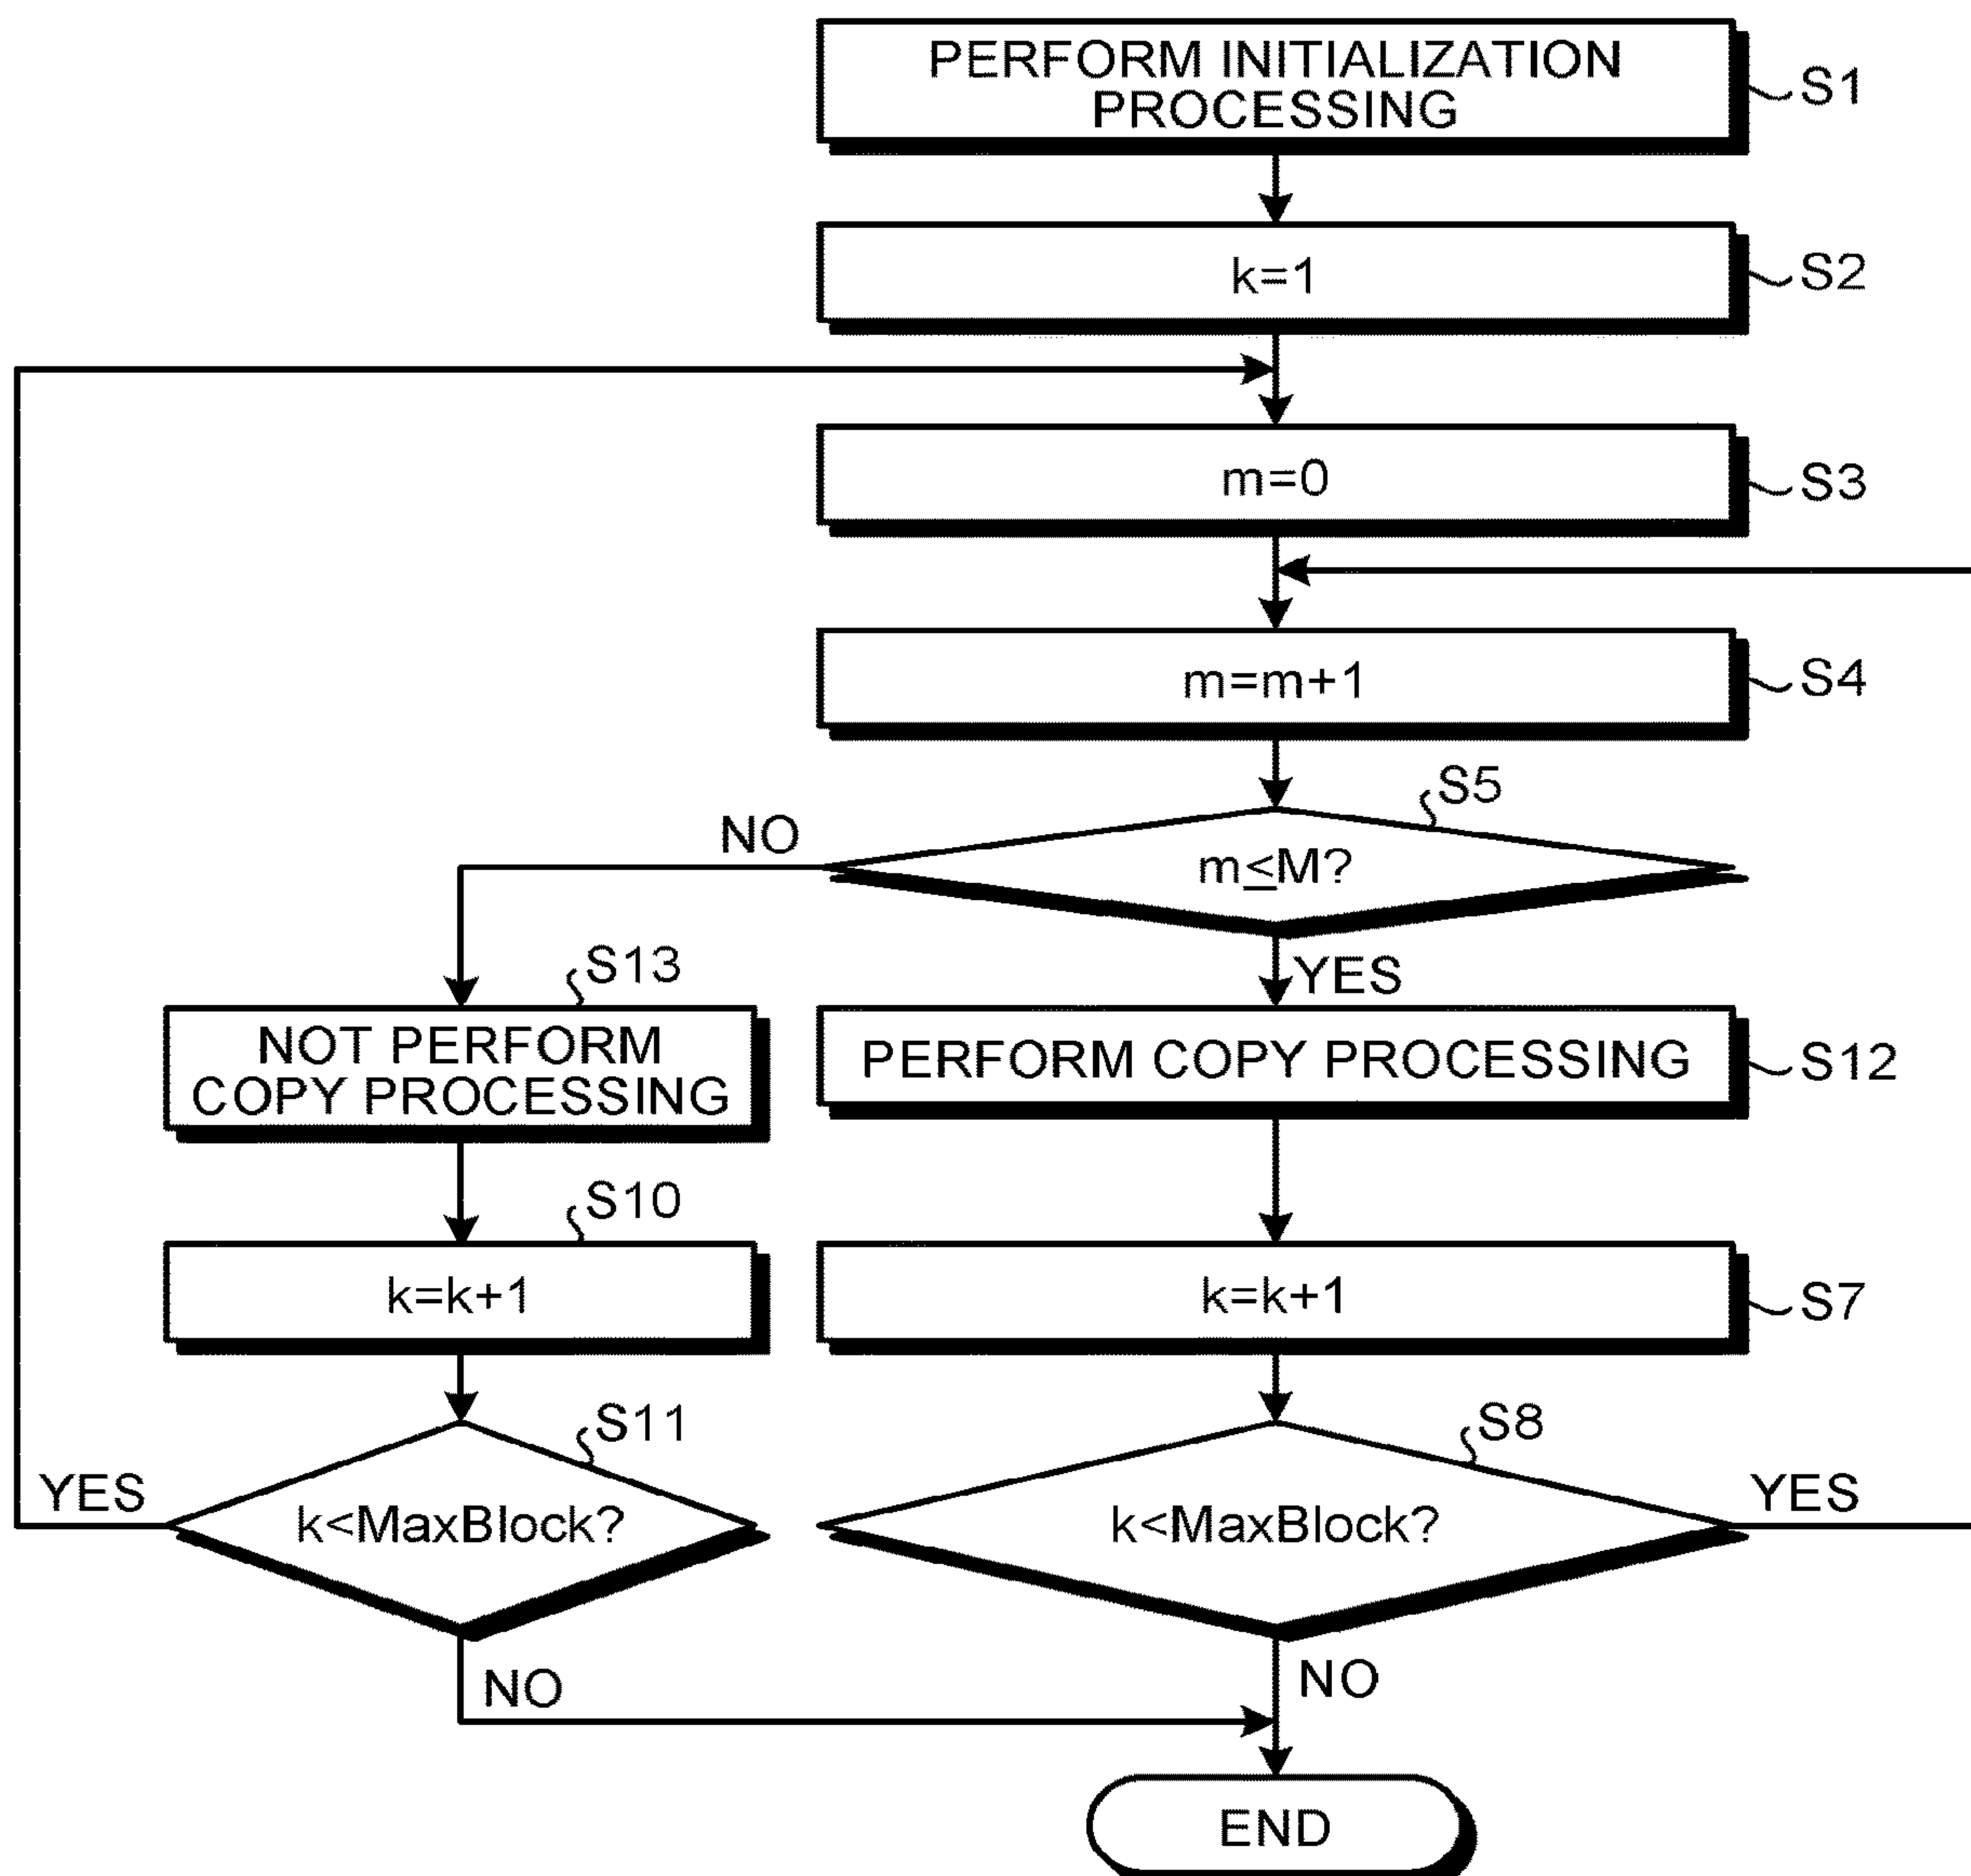 PERFORM INITIALIZATION
PROCESSING
S1
k=1
S2
m=0
S3
m=m+1
S4
S5
m≤M?
NO
YES
S13
NOT PERFORM
COPY PROCESSING
PERFORM COPY PROCESSING
S12
S10
k=k+1
k=k+1
S7
S11
S8
YES
k<MaxBlock?
k<MaxBlock?
YES
NO
NO
END